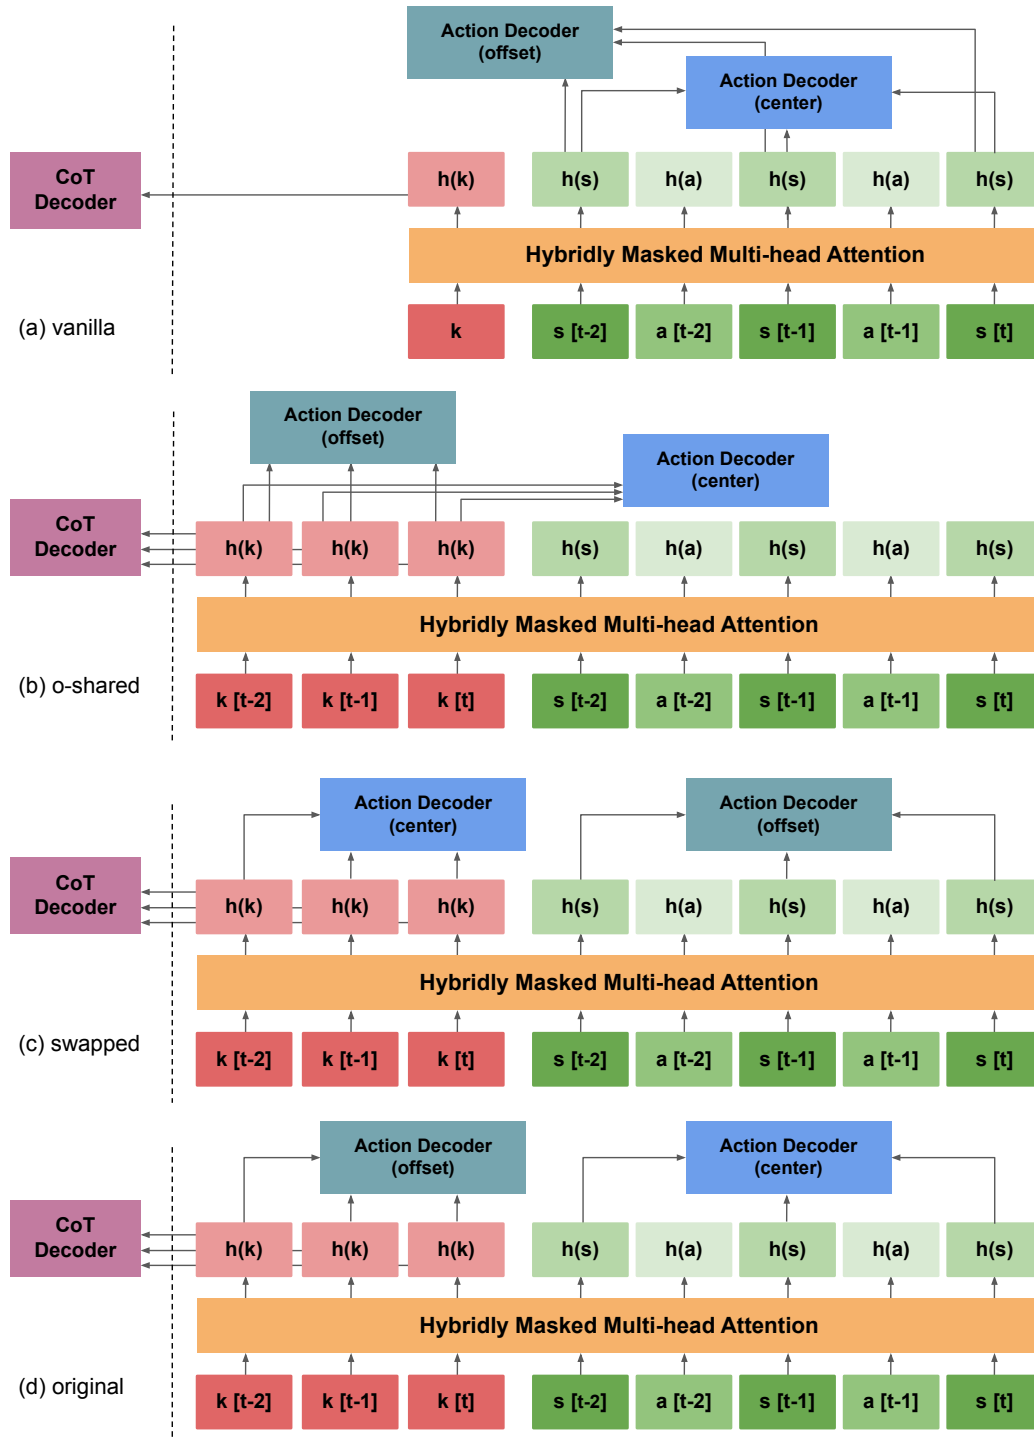 Action Decoder
(offset)
Action Decoder
(center)
CoT
Decoder
h(k)
h(s)
h(a)
h(s)
h(a)
h(s)
Hybridly Masked Multi-head Attention
(a) vanilla
k
s [t-2]
a [t-2]
s [t-1]
a [t-1]
s [t]
Action Decoder
(offset)
Action Decoder
(center)
CoT
Decoder
h(k)
h(k)
h(k)
h(s)
h(a)
h(s)
h(a)
h(s)
Hybridly Masked Multi-head Attention
(b) o-shared
k [t-2]
k [t-1]
k [t]
s [t-2]
a [t-2]
s [t-1]
a [t-1]
s [t]
Action Decoder
(center)
Action Decoder
(offset)
CoT
Decoder
h(k)
h(k)
h(k)
h(s)
h(a)
h(s)
h(a)
h(s)
Hybridly Masked Multi-head Attention
(c) swapped
k [t-2]
k [t-1]
k [t]
s [t-2]
a [t-2]
s [t-1]
a [t-1]
s [t]
Action Decoder
(offset)
Action Decoder
(center)
CoT
Decoder
h(k)
h(k)
h(k)
h(s)
h(a)
h(s)
h(a)
h(s)
Hybridly Masked Multi-head Attention
(d) original
k [t-2]
k [t-1]
k [t]
s [t-2]
a [t-2]
s [t-1]
a [t-1]
s [t]